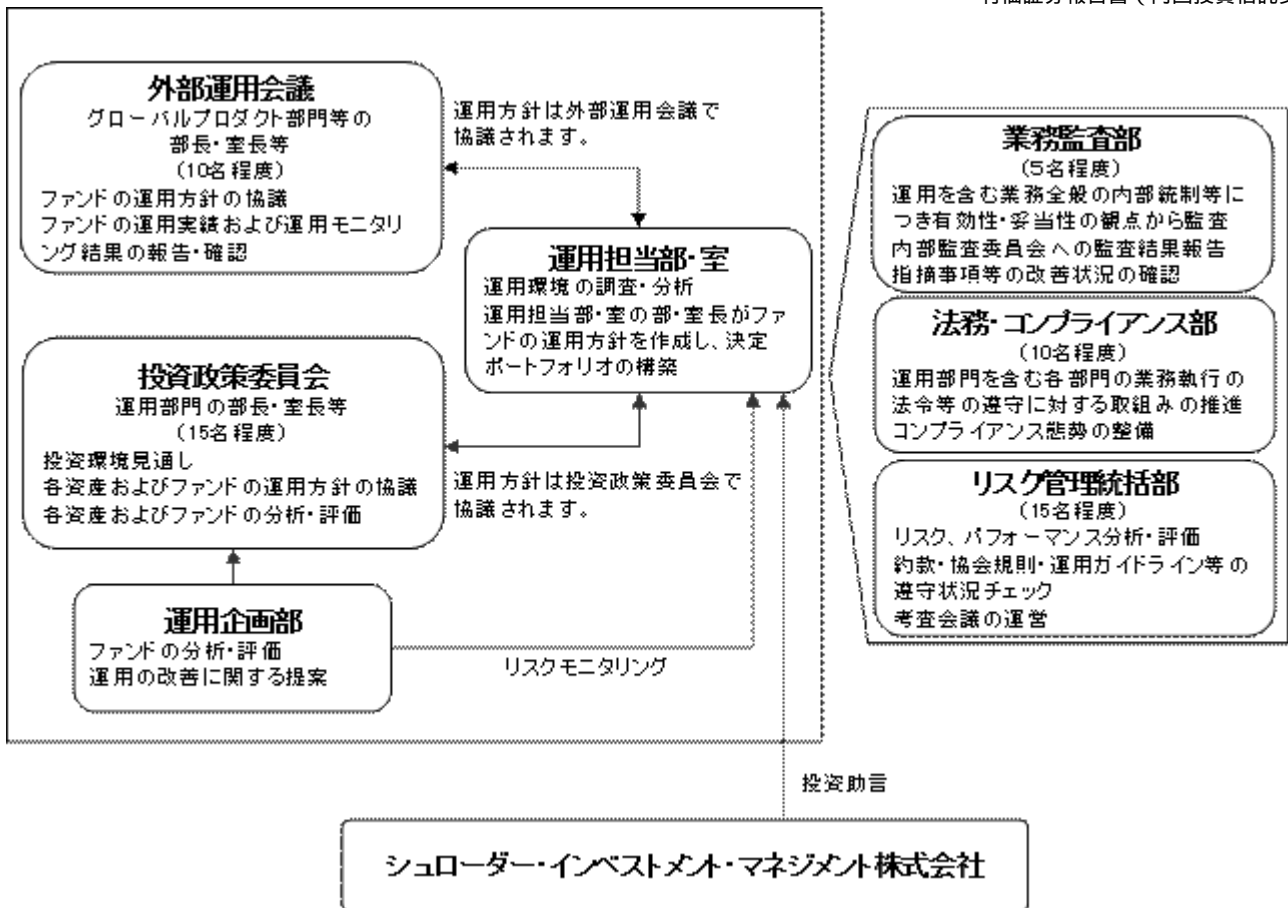 有価証券報告書（内国投資信託受
外部運用会議
グローバルプロダクト部門等の
部長・室長等
(10名程度)
ファンドの運用方針の協議
ファンドの運用実績および運用モニタリ
ング結果の報告・確認
運用方針は外部運用会議で
協議されます。
運用担当部・室
運用環境の調査・分析
運用担当部・室の部・室長がファ
ンドの運用方針を作成し、決定
ポートフォリオの構築
投資政策委員会
運用部門の部長・室長等
(15名程度)
投資環境見通し
各資産およびファンドの運用方針の協議
各資産およびファンドの分析・評価
運用方針は投資政策委員会で
協議されます。
運用企画部
ファンドの分析・評価
運用の改善に関する提案
リスクモニタリング
業務監査部
(5名程度)
運用を含む業務全般の内部統制等に
つき有効性・妥当性の観点から監査
内部監査委員会への監査結果報告
指摘事項等の改善状況の確認
法務・コンプライアンス部
(10名程度)
運用部門を含む各部門の業務執行の
法令等の遵守に対する取組みの推進
コンプライアンス態勢の整備
リスク管理統括部
(15名程度)
リスク、パフォーマンス分析・評価
約款・協会規則・運用ガイドライン等の
遵守状況チェック
考査会議の運営
投資助言
シュローダー・インベストメント・マネジメント株式会社